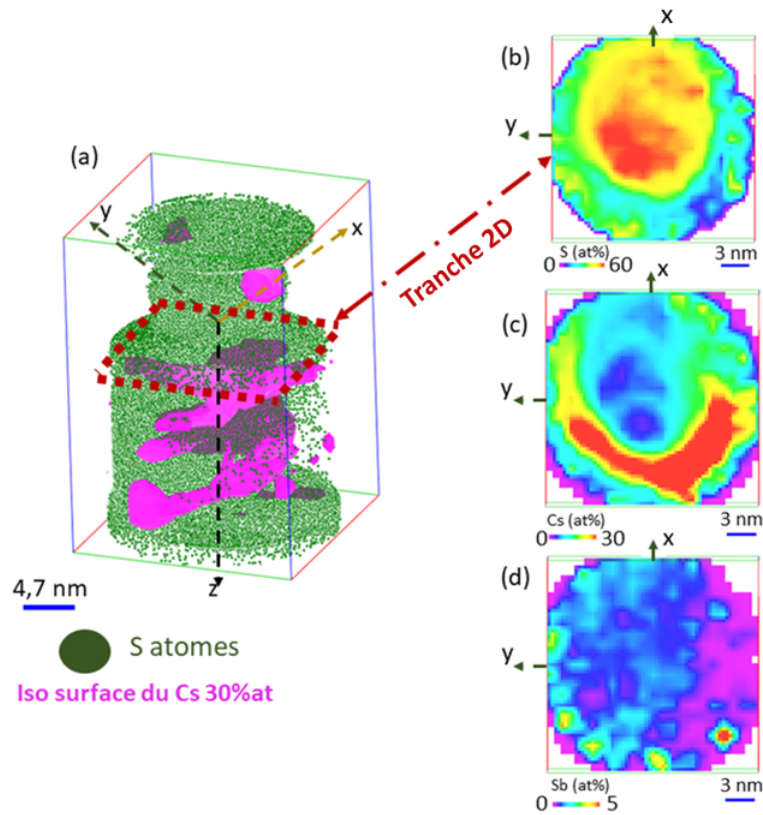 (a)
y
x
z
4,7 nm
S atomes
Iso surface du Cs 30%at
Tranche 2D
(b)
x
y
S (at%)
0 60
3 nm
(c)
x
y
Cs (at%)
0 30
3 nm
(d)
x
y
Sb (at%)
0 5
3 nm